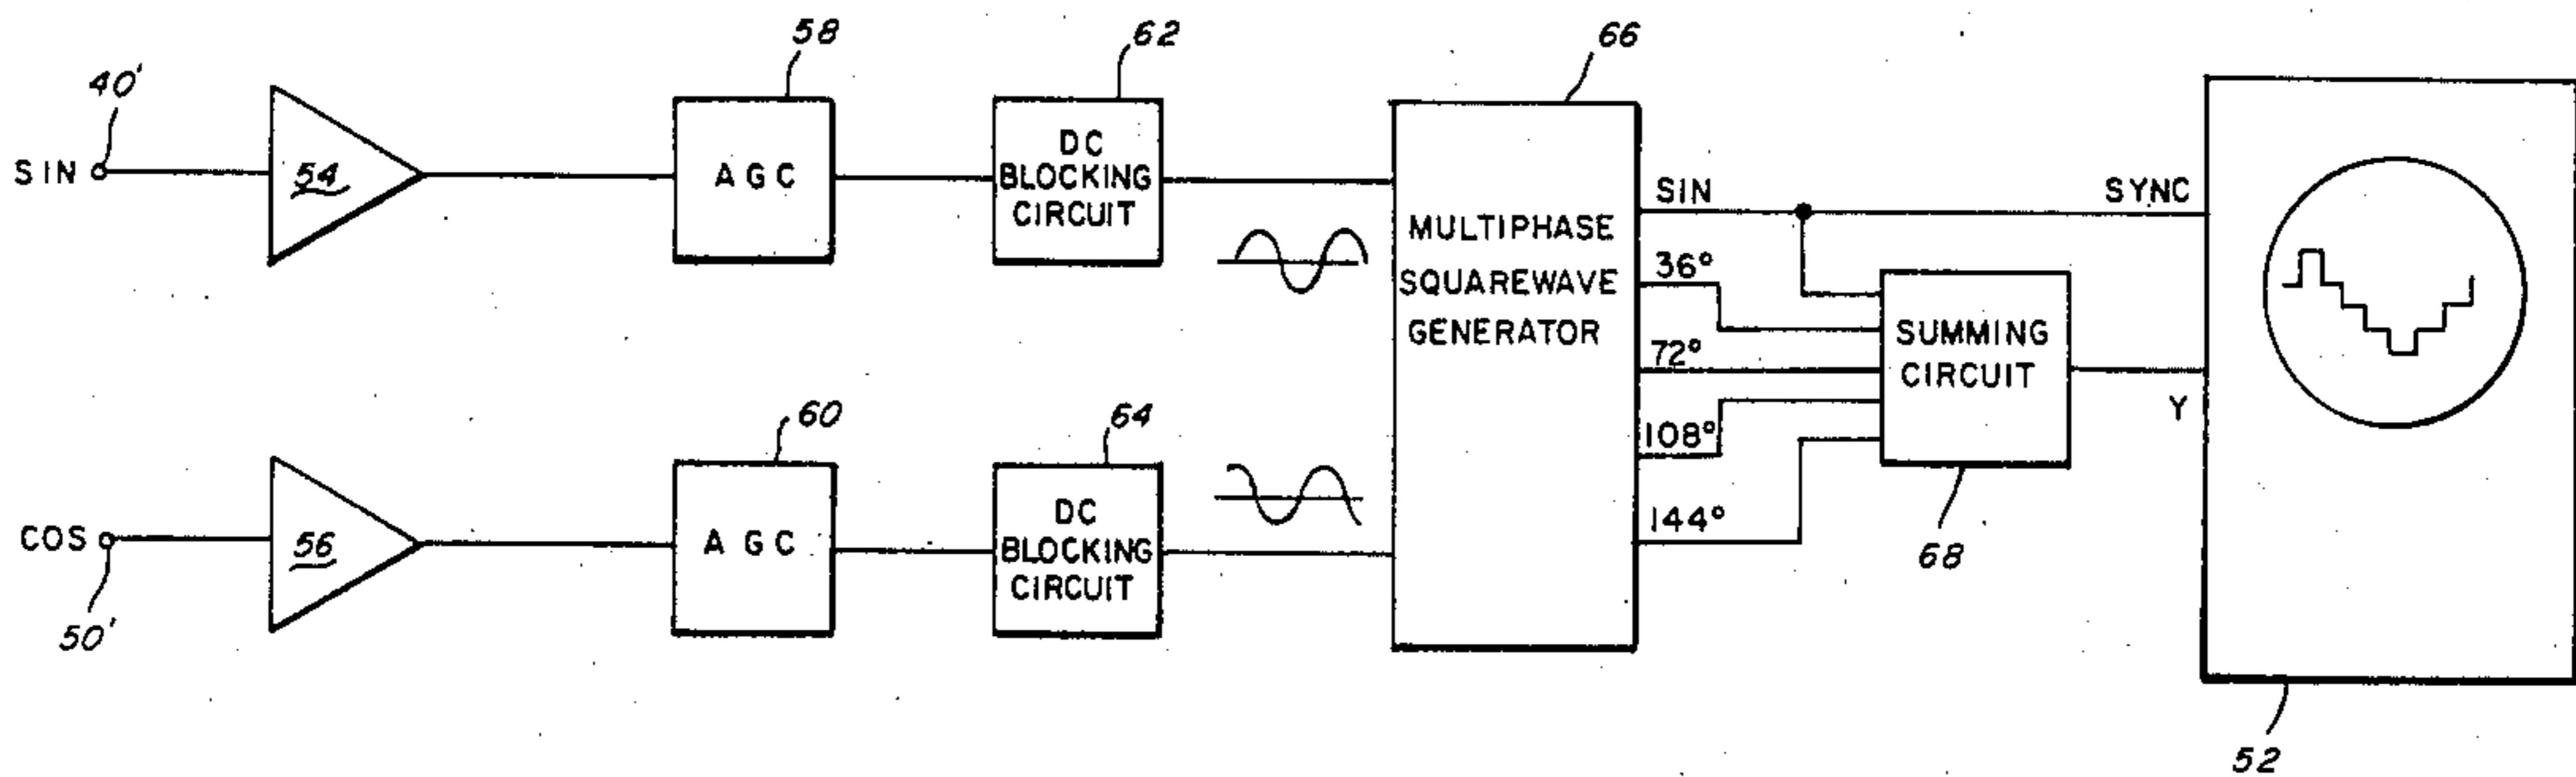 40'
SIN
54
58
AGC
62
DC
BLOCKING
CIRCUIT
66
MULTIPHASE
SQUAREWAVE
GENERATOR
SIN
36°
72°
108°
144°
SUMMING
CIRCUIT
68
SYNC
Y
52
COS
50'
56
60
AGC
64
DC
BLOCKING
CIRCUIT